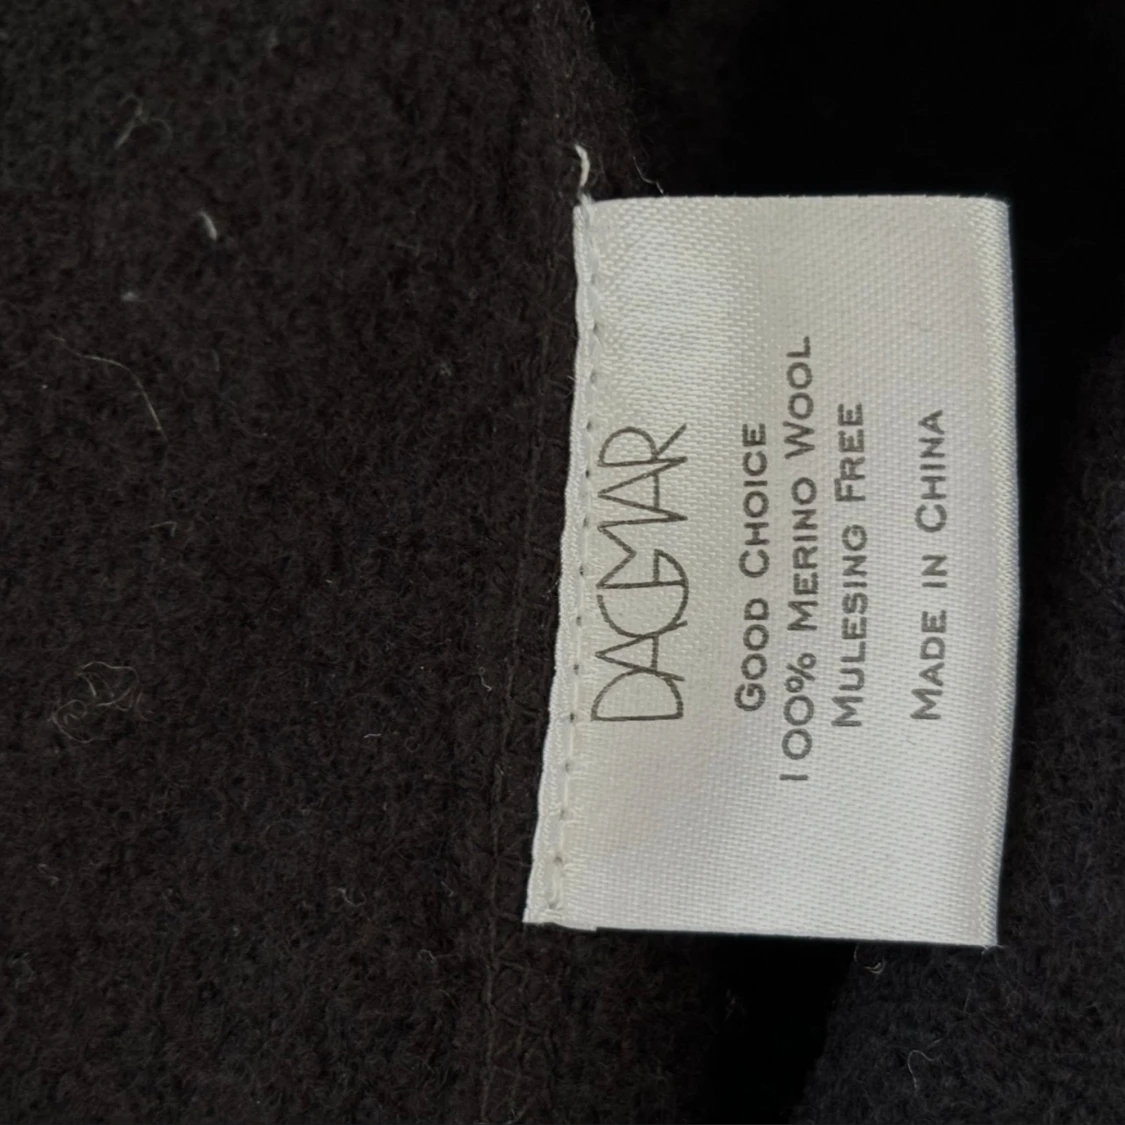 DAGMAR
GOOD CHOICE
100% MERINO WOOL
MULESING FREE
MADE IN CHINA